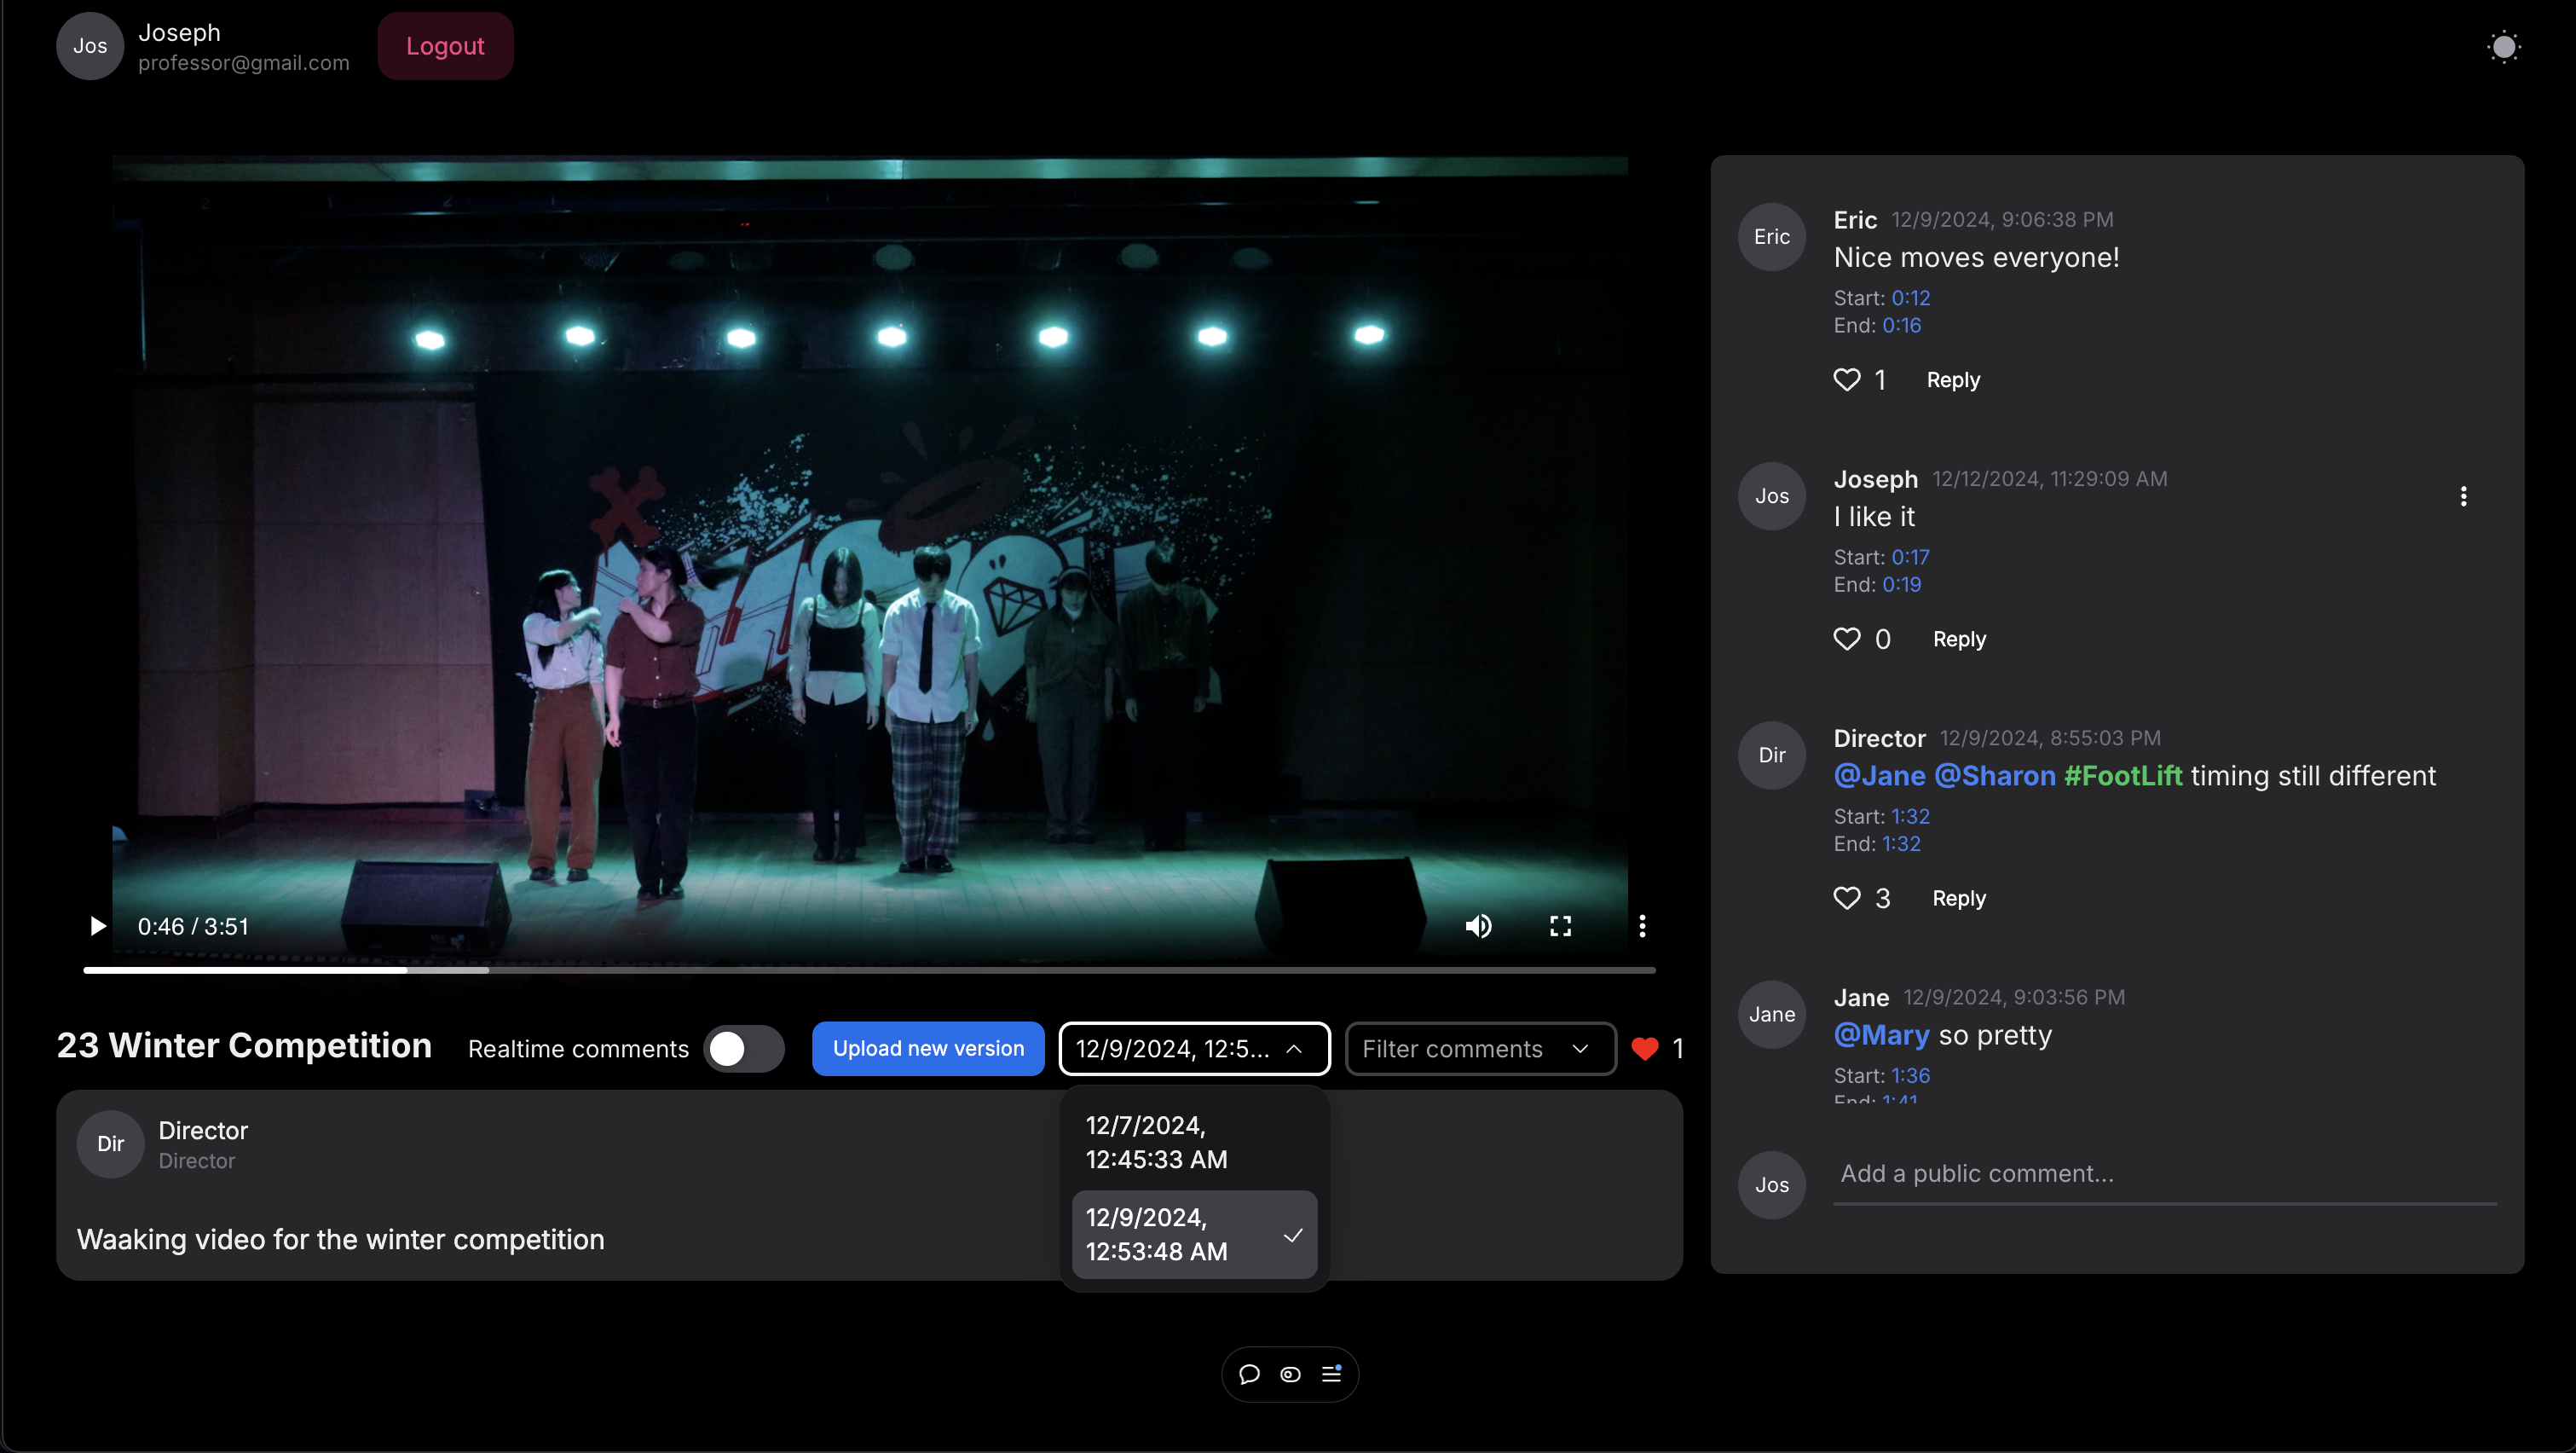 Jos
Joseph
professor@gmail.com
Logout
0:46 / 3:51
23 Winter Competition
Realtime comments
Upload new version
12/9/2024, 12:5...
Filter comments
1
12/7/2024,
12:45:33 AM
12/9/2024,
12:53:48 AM
Dir
Director
Director
Waaking video for the winter competition
Eric
Eric 12/9/2024, 9:06:38 PM
Nice moves everyone!
Start: 0:12
End: 0:16
1 Reply
Jos
Joseph 12/12/2024, 11:29:09 AM
I like it
Start: 0:17
End: 0:19
0 Reply
Dir
Director 12/9/2024, 8:55:03 PM
@Jane @Sharon #FootLift timing still different
Start: 1:32
End: 1:32
3 Reply
Jane
Jane 12/9/2024, 9:03:56 PM
@Mary so pretty
Start: 1:36
End: 1:41
Jos
Add a public comment...